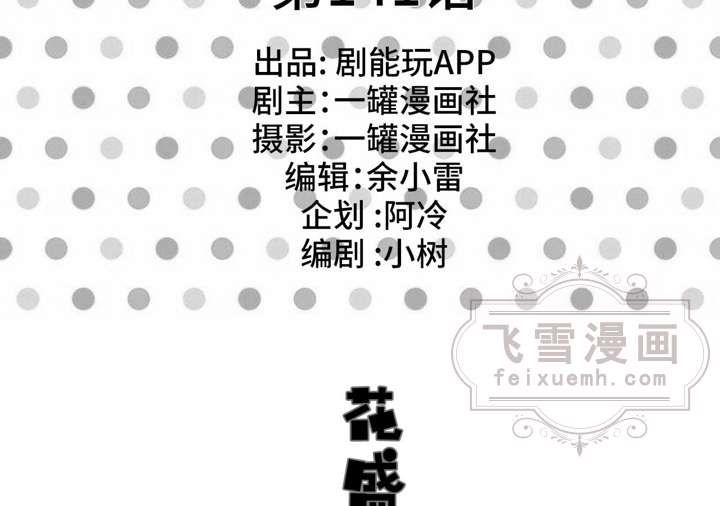 出品: 剧能玩APP
剧主:一罐漫画社
摄影:一罐漫画社
编辑:余小雷
企划 :阿冷
编剧 :小树
飞雪漫画
feixuemh.com
花